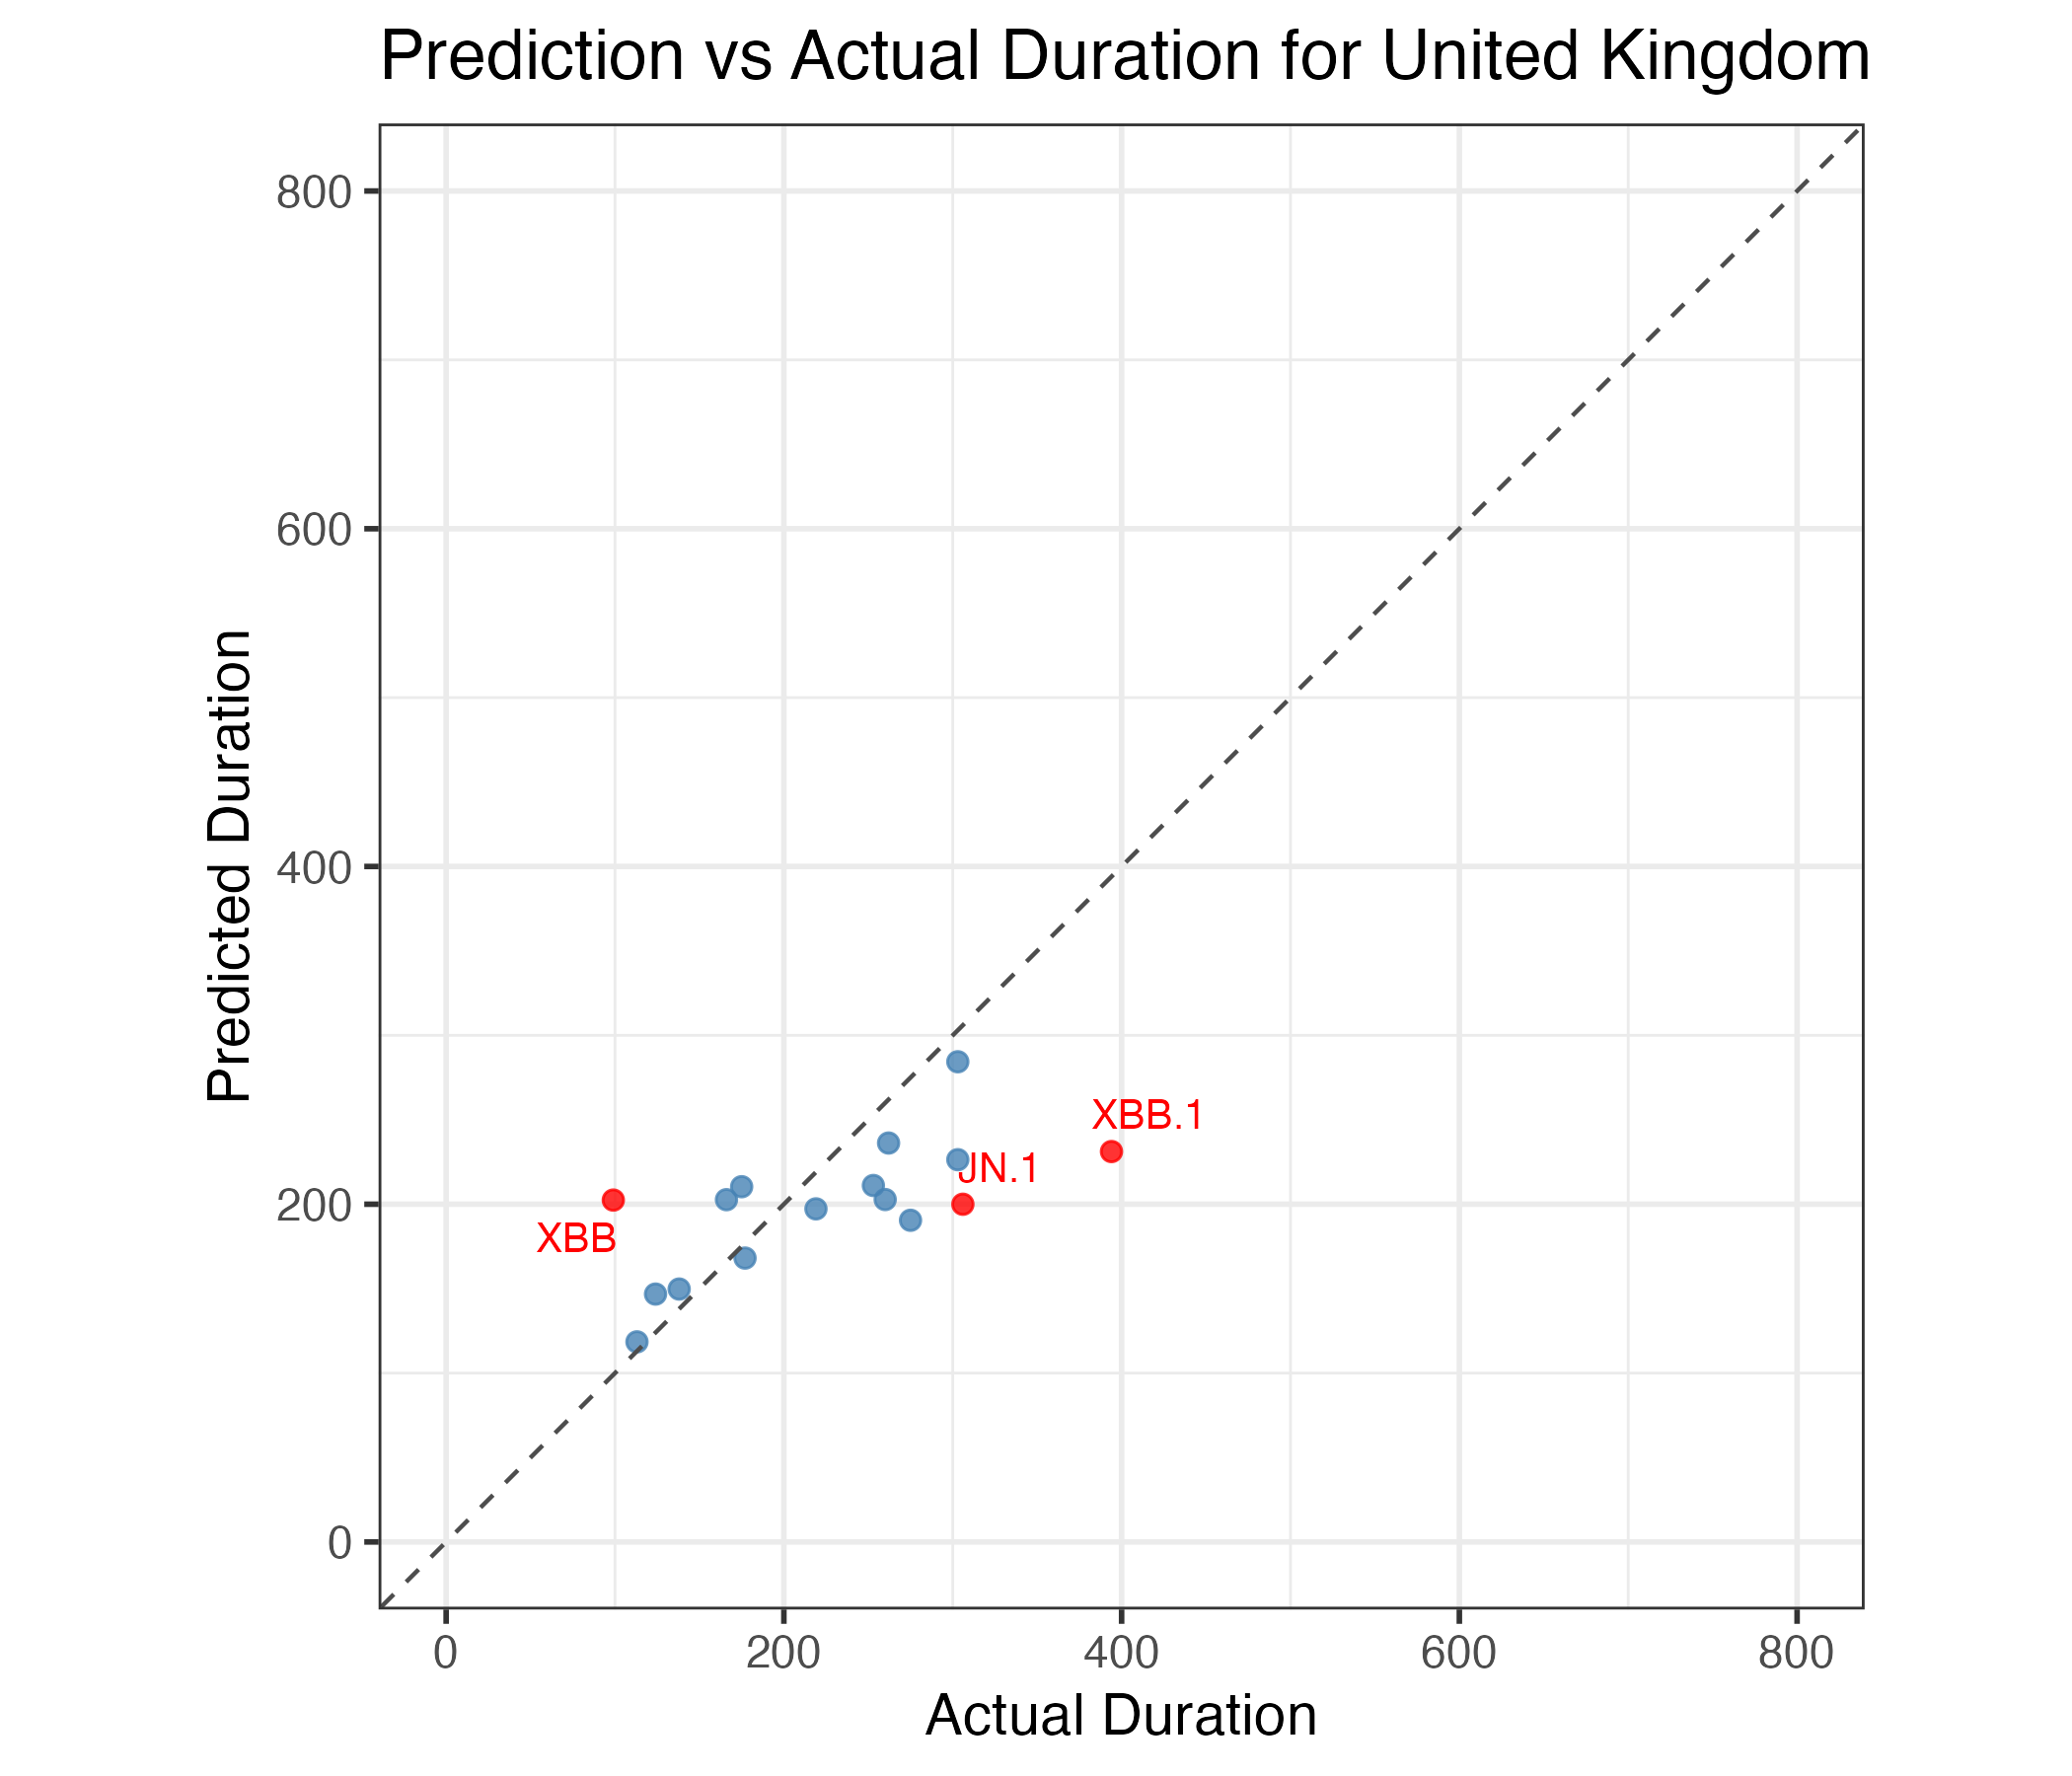 Prediction vs Actual Duration for United Kingdom
800
600
400
200
0
Predicted Duration
XBB.1
JN.1
XBB
0 200 400 600 800
Actual Duration